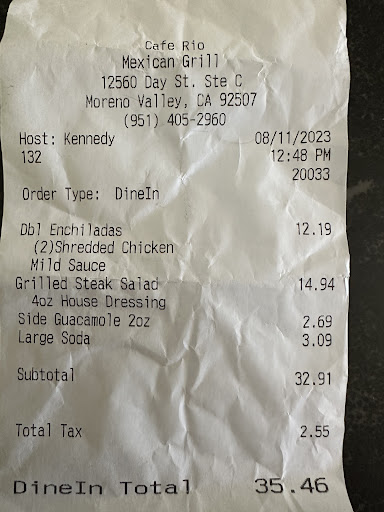 Cafe Rio
Mexican Grill
12560 Day St. Ste C
Moreno Valley, CA 92507
(951) 405-2960
Host: Kennedy 08/11/2023
132 12:48 PM
20033
Order Type: DineIn
Dbl Enchiladas 12.19
(2)Shredded Chicken
Mild Sauce
Grilled Steak Salad 14.94
4oz House Dressing
Side Guacamole 2oz 2.69
Large Soda 3.09
Subtotal 32.91
Total Tax 2.55
DineIn Total 35.46